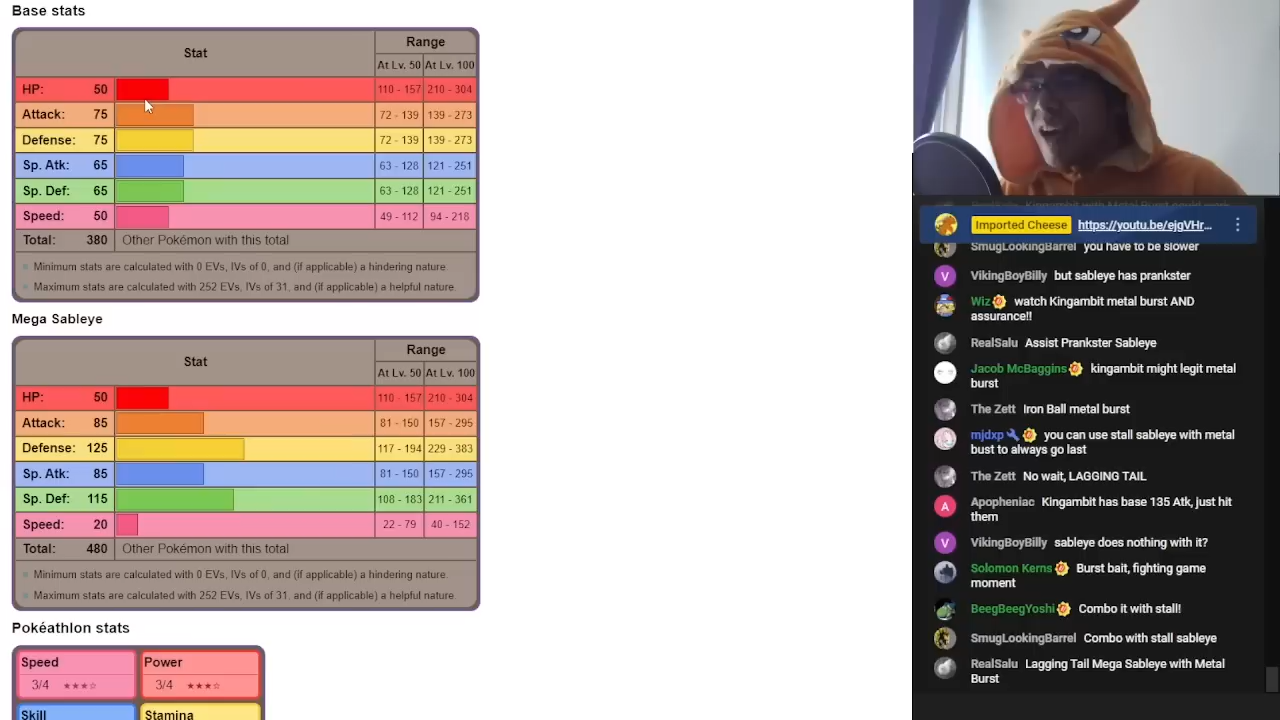 Base stats
Stat
Range
At Lv. 50 At Lv. 100
HP: 50 110 - 157 210 - 304
Attack: 75 72 - 139 139 - 273
Defense: 75 72 - 139 139 - 273
Sp. Atk: 65 63 - 128 121 - 251
Sp. Def: 65 63 - 128 121 - 251
Speed: 50 49 - 112 94 - 218
Total: 380 Other Pokémon with this total
Minimum stats are calculated with 0 EVs, IVs of 0, and (if applicable) a hindering nature.
Maximum stats are calculated with 252 EVs, IVs of 31, and (if applicable) a helpful nature.
Mega Sableye
Stat
Range
At Lv. 50 At Lv. 100
HP: 50 110 - 157 210 - 304
Attack: 85 81 - 150 157 - 295
Defense: 125 117 - 194 229 - 383
Sp. Atk: 85 81 - 150 157 - 295
Sp. Def: 115 108 - 183 211 - 361
Speed: 20 22 - 79 40 - 152
Total: 480 Other Pokémon with this total
Minimum stats are calculated with 0 EVs, IVs of 0, and (if applicable) a hindering nature.
Maximum stats are calculated with 252 EVs, IVs of 31, and (if applicable) a helpful nature.
Pokéathlon stats
Speed
3/4 ★★★☆
Power
3/4 ★★★☆
Skill
Stamina
Imported Cheese https://youtu.be/ejgVHr...
SmugLookingBarrel you have to be slower
V VikingBoyBilly but sableye has prankster
Wiz watch Kingambit metal burst AND
assurance!!
RealSalu Assist Prankster Sableye
Jacob McBaggins kingambit might legit metal
burst
The Zett Iron Ball metal burst
mjdxp you can use stall sableye with metal
bust to always go last
The Zett No wait, LAGGING TAIL
A Apopheniac Kingambit has base 135 Atk, just hit
them
V VikingBoyBilly sableye does nothing with it?
Solomon Kerns Burst bait, fighting game
moment
BeegBeegYoshi Combo it with stall!
SmugLookingBarrel Combo with stall sableye
RealSalu Lagging Tail Mega Sableye with Metal
Burst